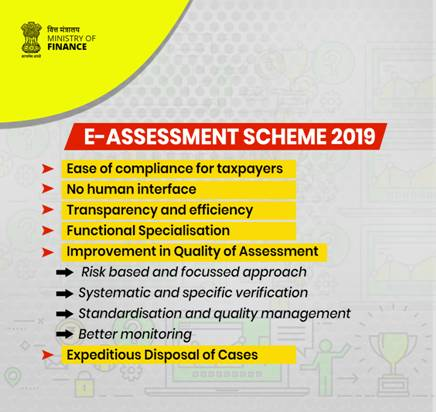 वित्त मंत्रालय
MINISTRY OF
FINANCE
सत्यमेव जयते
E-ASSESSMENT SCHEME 2019
Ease of compliance for taxpayers
No human interface
Transparency and efficiency
Functional Specialisation
Improvement in Quality of Assessment
Risk based and focussed approach
Systematic and specific verification
Standardisation and quality management
Better monitoring
Expeditious Disposal of Cases